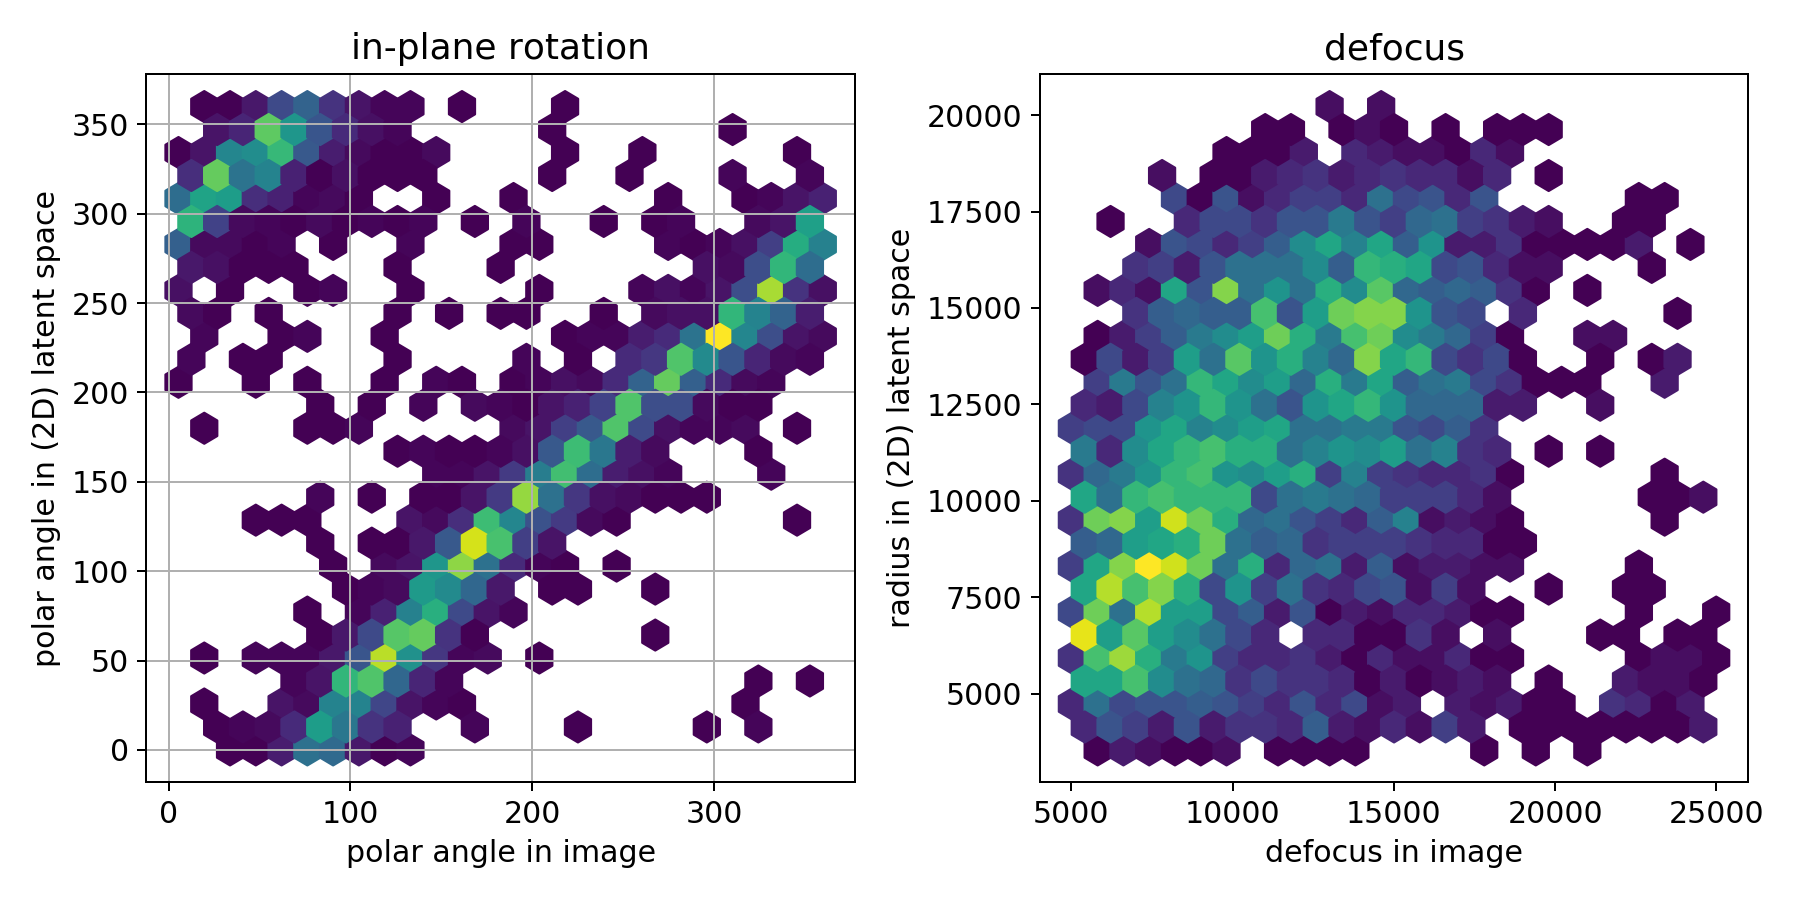 in-plane rotation
polar angle in (2D) latent space
350
300
250
200
150
100
50
0
0 100 200 300
polar angle in image
defocus
radius in (2D) latent space
20000
17500
15000
12500
10000
7500
5000
5000 10000 15000 20000 25000
defocus in image